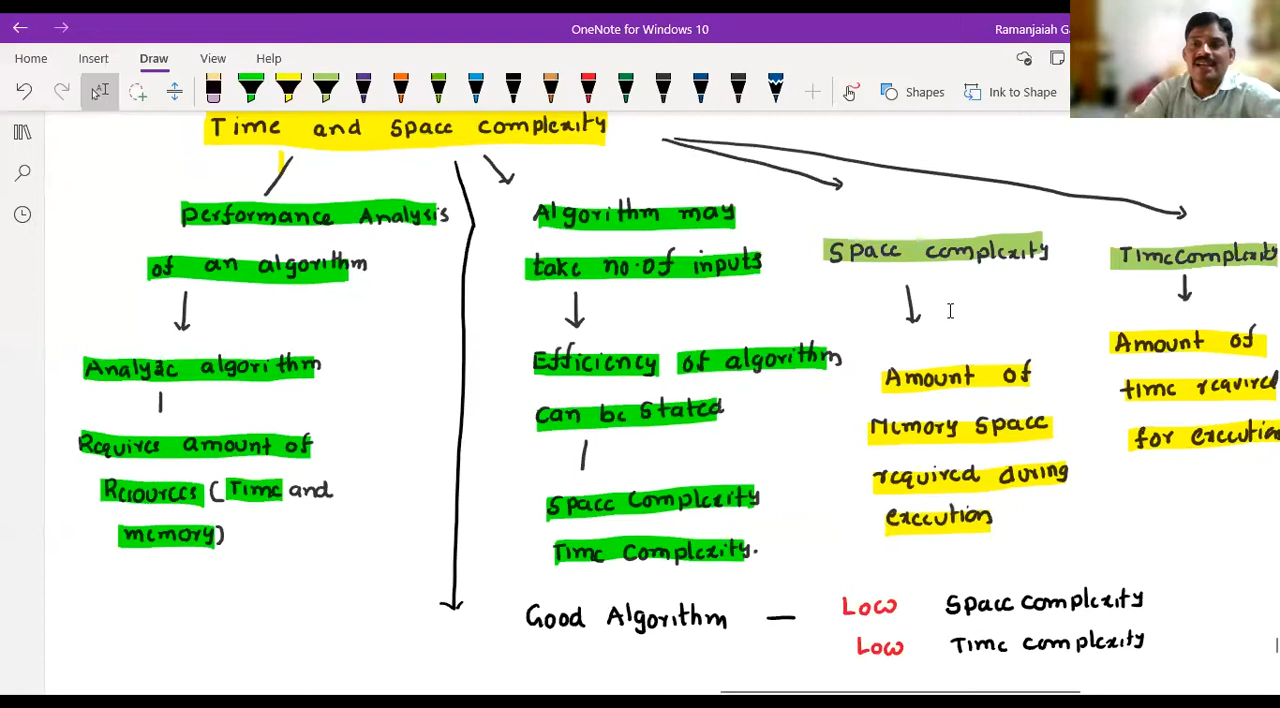 OneNote for Windows 10
Ramanjaiah G
Home
Insert
Draw
View
Help
Shapes
Ink to Shape
Time and Space complexity
performance Analysis
of an algorithm
Analyze algorithm
Requires amount of
Resources (Time and
memory)
Algorithm may
take no.of inputs
Efficiency of algorithm
can be stated
Space complexity
Time complexity.
Space complexity
Amount of
Memory Space
required during
execution
Time complexity
Amount of
time required
for execution
Good Algorithm — Low Space complexity
Low Time complexity